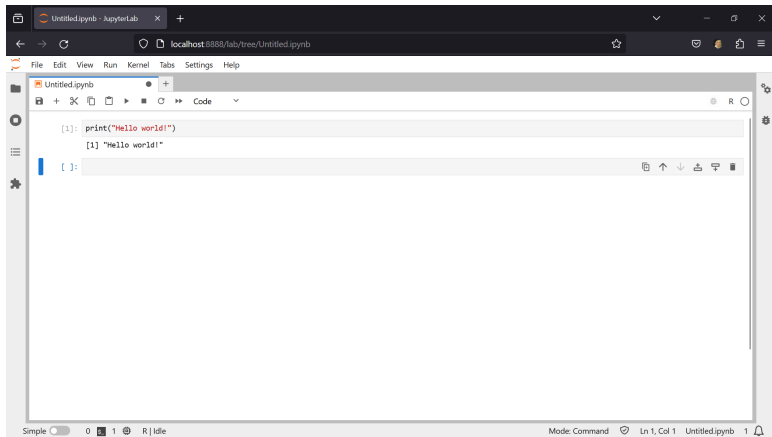 Untitled.ipynb - JupyterLab
localhost:8888/lab/tree/Untitled.ipynb
File Edit View Run Kernel Tabs Settings Help
Untitled.ipynb
Code
R
[1]: print("Hello world!")
[1] "Hello world!"
[ ]:
Simple 0 1 R | Idle
Mode: Command Ln 1, Col 1 Untitled.ipynb 1